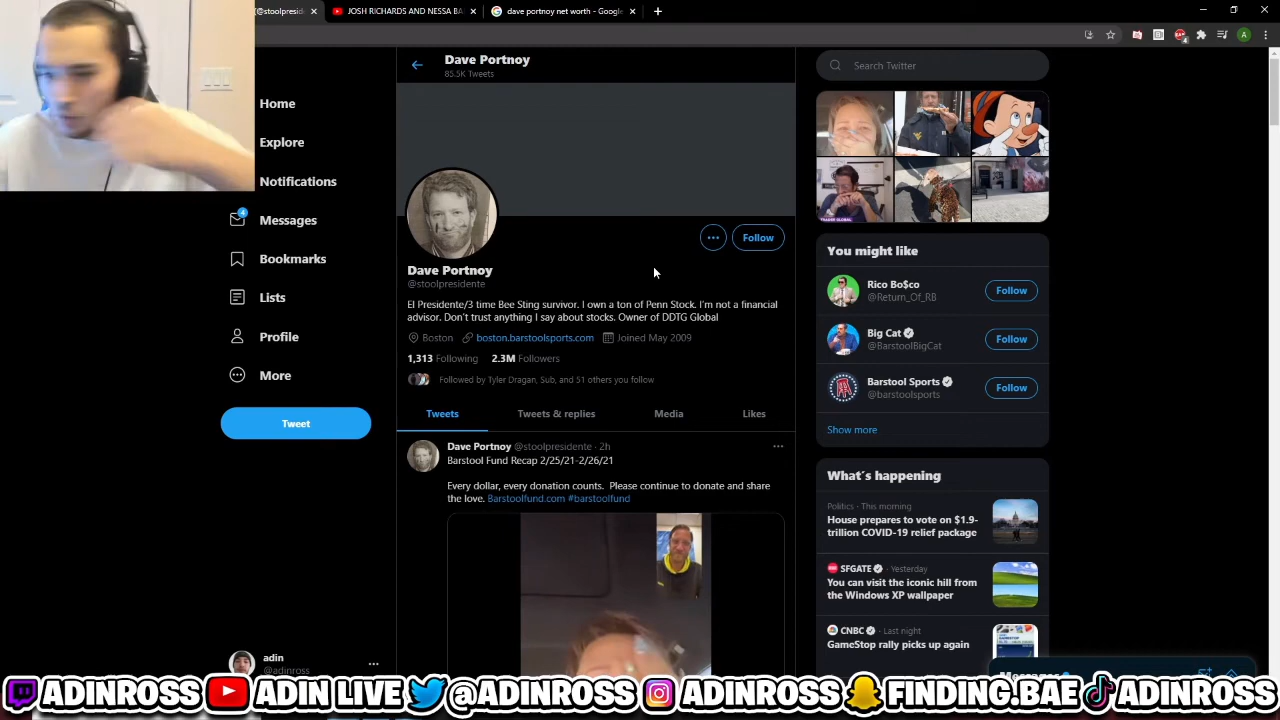 (@stoolpreside
JOSH RICHARDS AND NESSA BA
dave portnoy net worth - Google
A
Home
Explore
Notifications
4
Messages
Bookmarks
Lists
Profile
More
Tweet
adin
@adinross
Dave Portnoy
85.5K Tweets
Follow
Dave Portnoy
@stoolpresidente
El Presidente/3 time Bee Sting survivor. I own a ton of Penn Stock. I'm not a financial
advisor. Don't trust anything I say about stocks. Owner of DDTG Global
Boston boston.barstoolsports.com Joined May 2009
1,313 Following 2.3M Followers
Followed by Tyler Dragan, Sub, and 51 others you follow
Tweets Tweets & replies Media Likes
Dave Portnoy @stoolpresidente · 2h
Barstool Fund Recap 2/25/21-2/26/21
Every dollar, every donation counts. Please continue to donate and share
the love. Barstoolfund.com #barstoolfund
Search Twitter
You might like
Rico Bo$co
@Return_Of_RB
Follow
Big Cat
@BarstoolBigCat
Follow
Barstool Sports
@barstoolsports
Follow
Show more
What's happening
Politics · This morning
House prepares to vote on $1.9-
trillion COVID-19 relief package
SFGATE · Yesterday
You can visit the iconic hill from
the Windows XP wallpaper
CNBC · Last night
GameStop rally picks up again
Messages
ADINROSS ADIN LIVE @ADINROSS ADINROSS FINDING.BAE ADINROSS